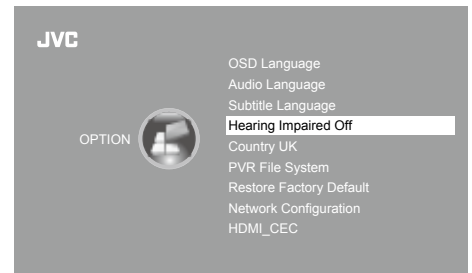 JVC
OPTION
OSD Language
Audio Language
Subtitle Language
Hearing Impaired Off
Country UK
PVR File System
Restore Factory Default
Network Configuration
HDMI_CEC